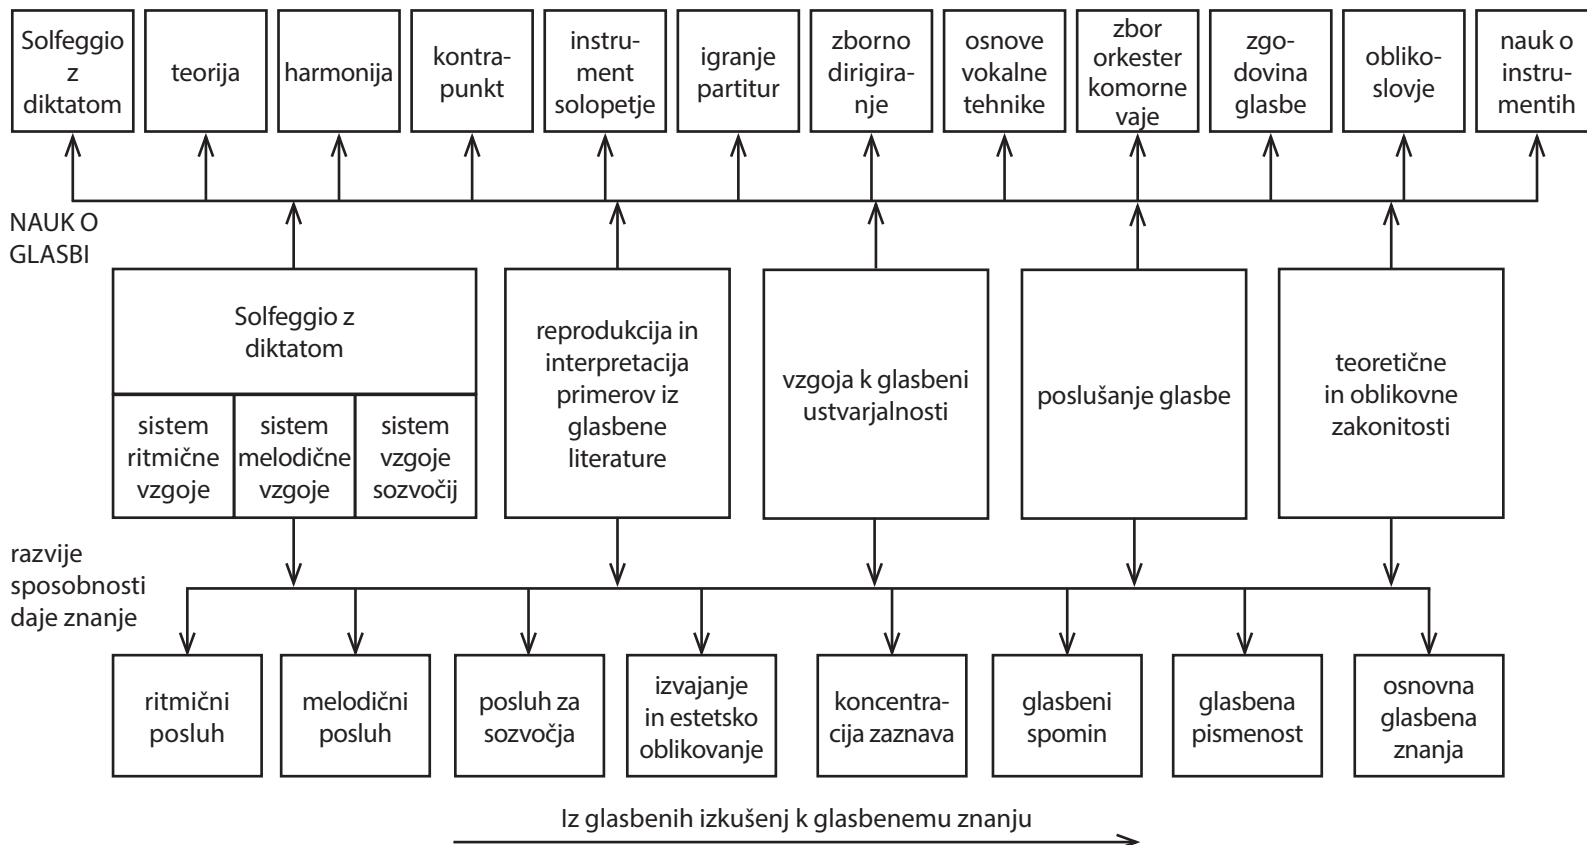 Solfeggio
z
diktatom
teorija
harmonija
kontra-
punkt
instru-
ment
solopetje
igranje
partitur
zborno
dirigira-
nje
osnove
vokalne
tehnike
zbor
orkester
komorne
vaje
zgo-
dovina
glasbe
obliko-
slovje
nauk o
instru-
mentih
NAUK O
GLASBI
Solfeggio z
diktatom
sistem
ritmične
vzgoje
sistem
melodične
vzgoje
sistem
vzgoje
sozvočij
reprodukcija in
interpretacija
primerov iz
glasbene
literature
vzgoja k glasbeni
ustvarjalnosti
poslušanje glasbe
teoretične
in oblikovne
zakonitosti
razvije
sposobnosti
daje znanje
ritmični
posluh
melodični
posluh
posluh za
sozvočja
izvajanje
in estetsko
oblikovanje
koncentra-
cija zaznava
glasbeni
spomin
glasbena
pismenost
osnovna
glasbena
znanja
Iz glasbenih izkušenj k glasbenemu znanju